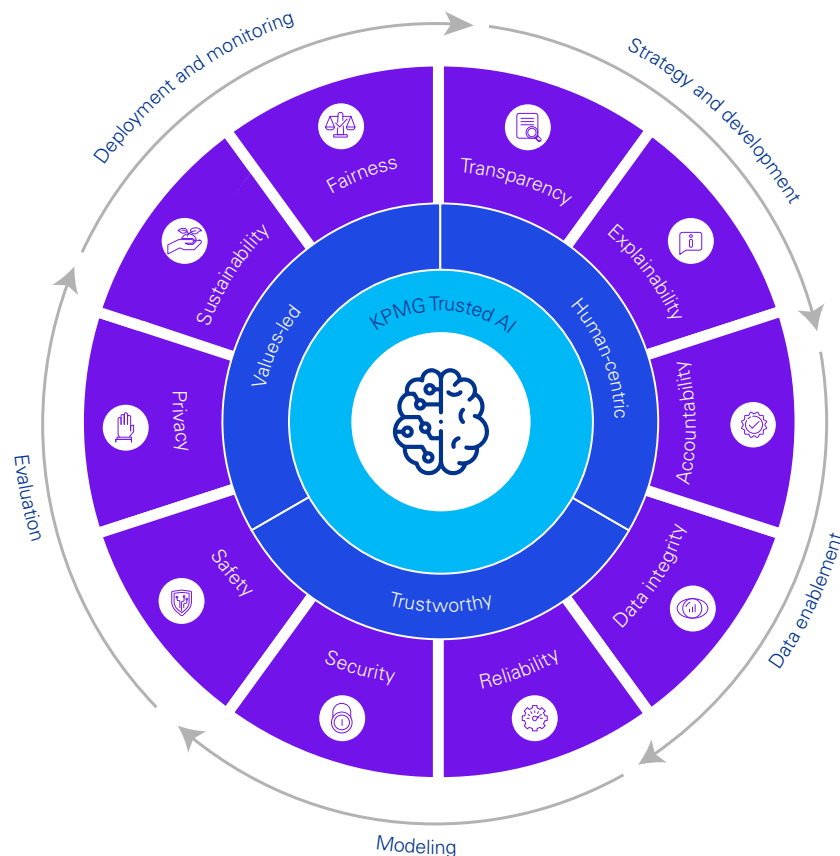 Deployment and monitoring
Strategy and development
Data enablement
Modeling
Evaluation
Fairness
Transparency
Explainability
Accountability
Data integrity
Reliability
Security
Safety
Privacy
Sustainability
Values-led
Human-centric
Trustworthy
KPMG Trusted AI